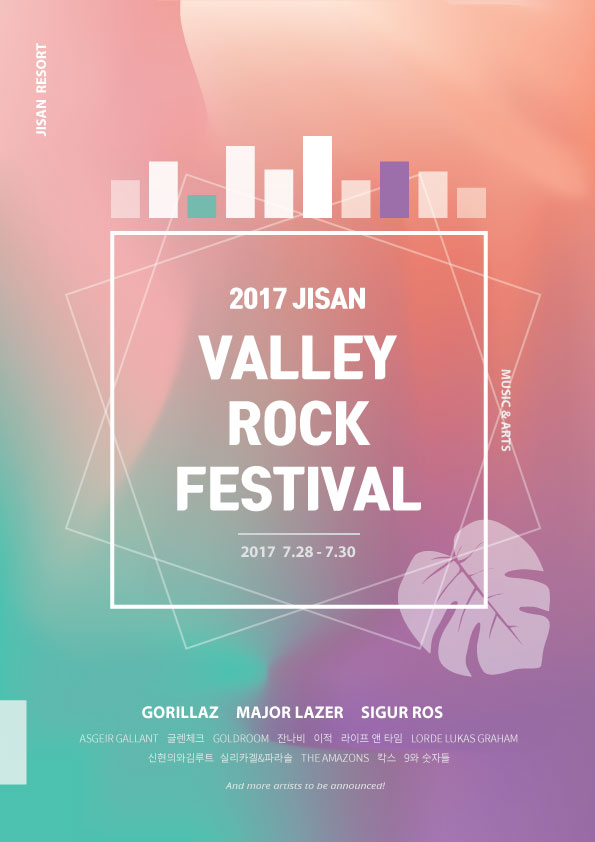 JISAN RESORT
2017 JISAN
VALLEY
ROCK
FESTIVAL
MUSIC & ARTS
2017 7.28 - 7.30
GORILLAZ MAJOR LAZER SIGUR ROS
ASGEIR GALLANT 글렌체크 GOLDROOM 잔나비 이적 라이프 앤 타임 LORDE LUKAS GRAHAM
신현희와김루트 실리카겔&파라솔 THE AMAZONS 칵스 9와 숫자들
And more artists to be announced!